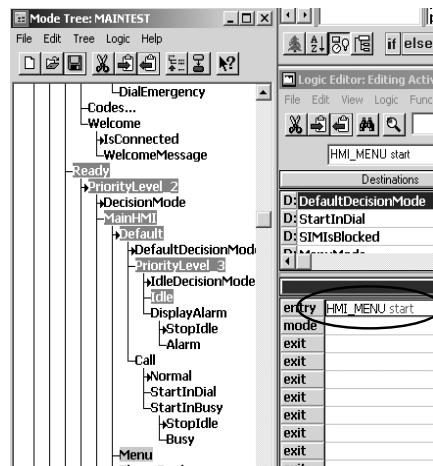 Mode Tree: MAINTEST
File Edit Tree Logic Help
DialEmergency
Codes...
Welcome
IsConnected
WelcomeMessage
Ready
PriorityLevel_2
DecisionMode
MainHMI
Default
DefaultDecisionMod
PriorityLevel_3
IdleDecisionMode
Idle
DisplayAlarm
StopIdle
Alarm
Call
Normal
StartInDial
StartInBusy
StopIdle
Busy
Menu
if else
Logic Editor: Editing Activ
File Edit View Logic Func
HMI_MENU start
Destinations
D: DefaultDecisionMode
D: StartInDial
D: SIMIsBlocked
entry HMI_MENU start
mode
exit
exit
exit
exit
exit
exit
exit